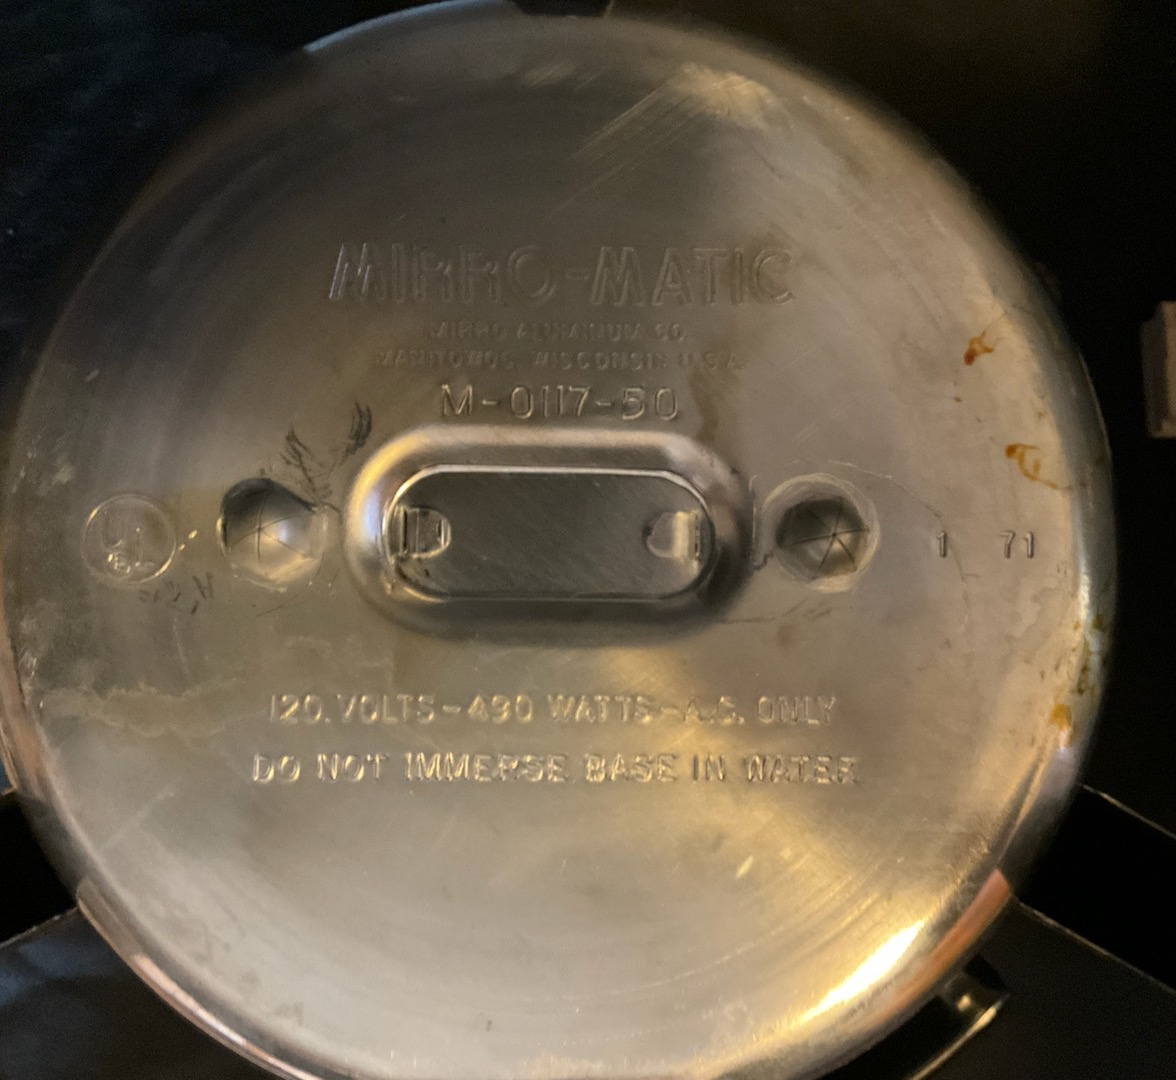 MIRRO-MATIC
MIRRO ALUMINUM CO.
MANITOWOC, WISCONSIN U.S.A.
M-0117-50
UL
1 71
120 VOLTS-490 WATTS-A.C. ONLY
DO NOT IMMERSE BASE IN WATER